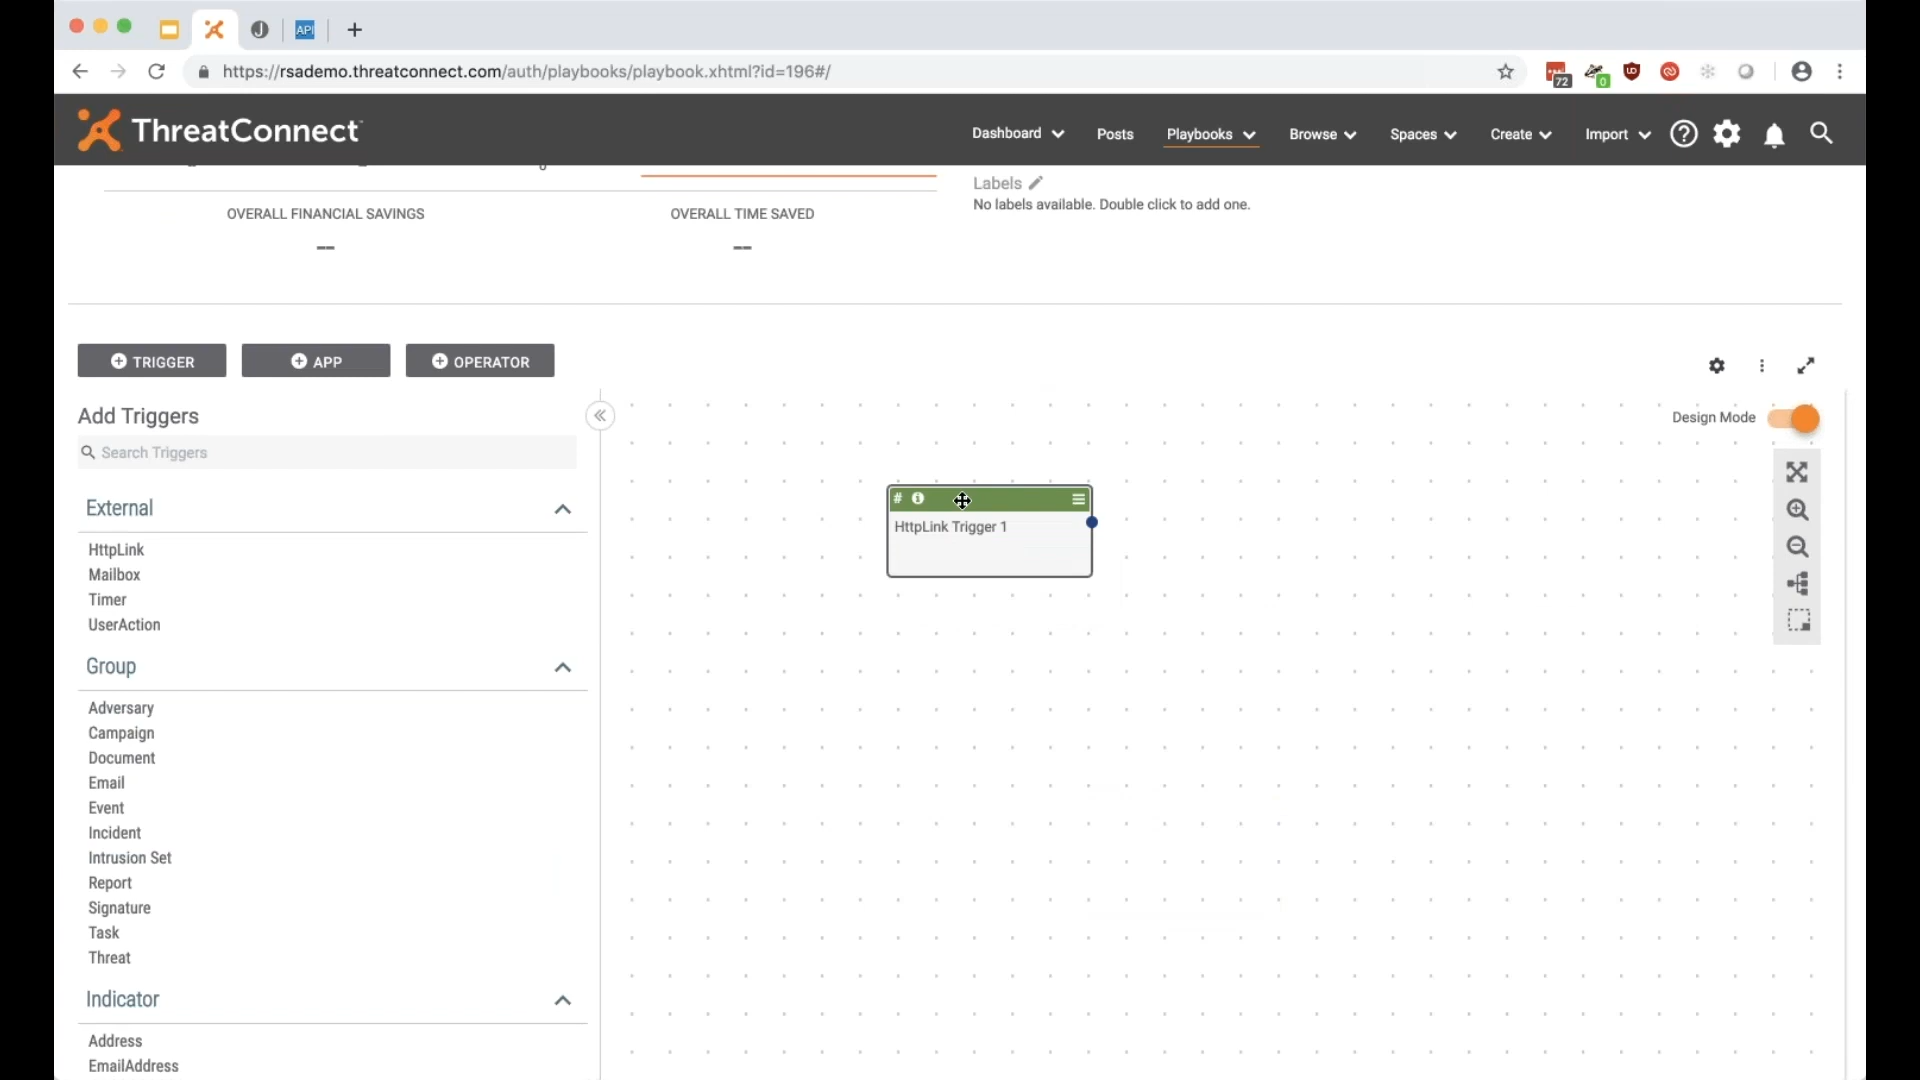 API
https://rsademo.threatconnect.com/auth/playbooks/playbook.xhtml?id=196#/
72
0
ThreatConnect
Dashboard
Posts
Playbooks
Browse
Spaces
Create
Import
Labels
No labels available. Double click to add one.
OVERALL FINANCIAL SAVINGS
OVERALL TIME SAVED
--
--
TRIGGER
APP
OPERATOR
Add Triggers
Search Triggers
Design Mode
External
HttpLink
Mailbox
Timer
UserAction
Group
Adversary
Campaign
Document
Email
Event
Incident
Intrusion Set
Report
Signature
Task
Threat
Indicator
Address
EmailAddress
#
HttpLink Trigger 1